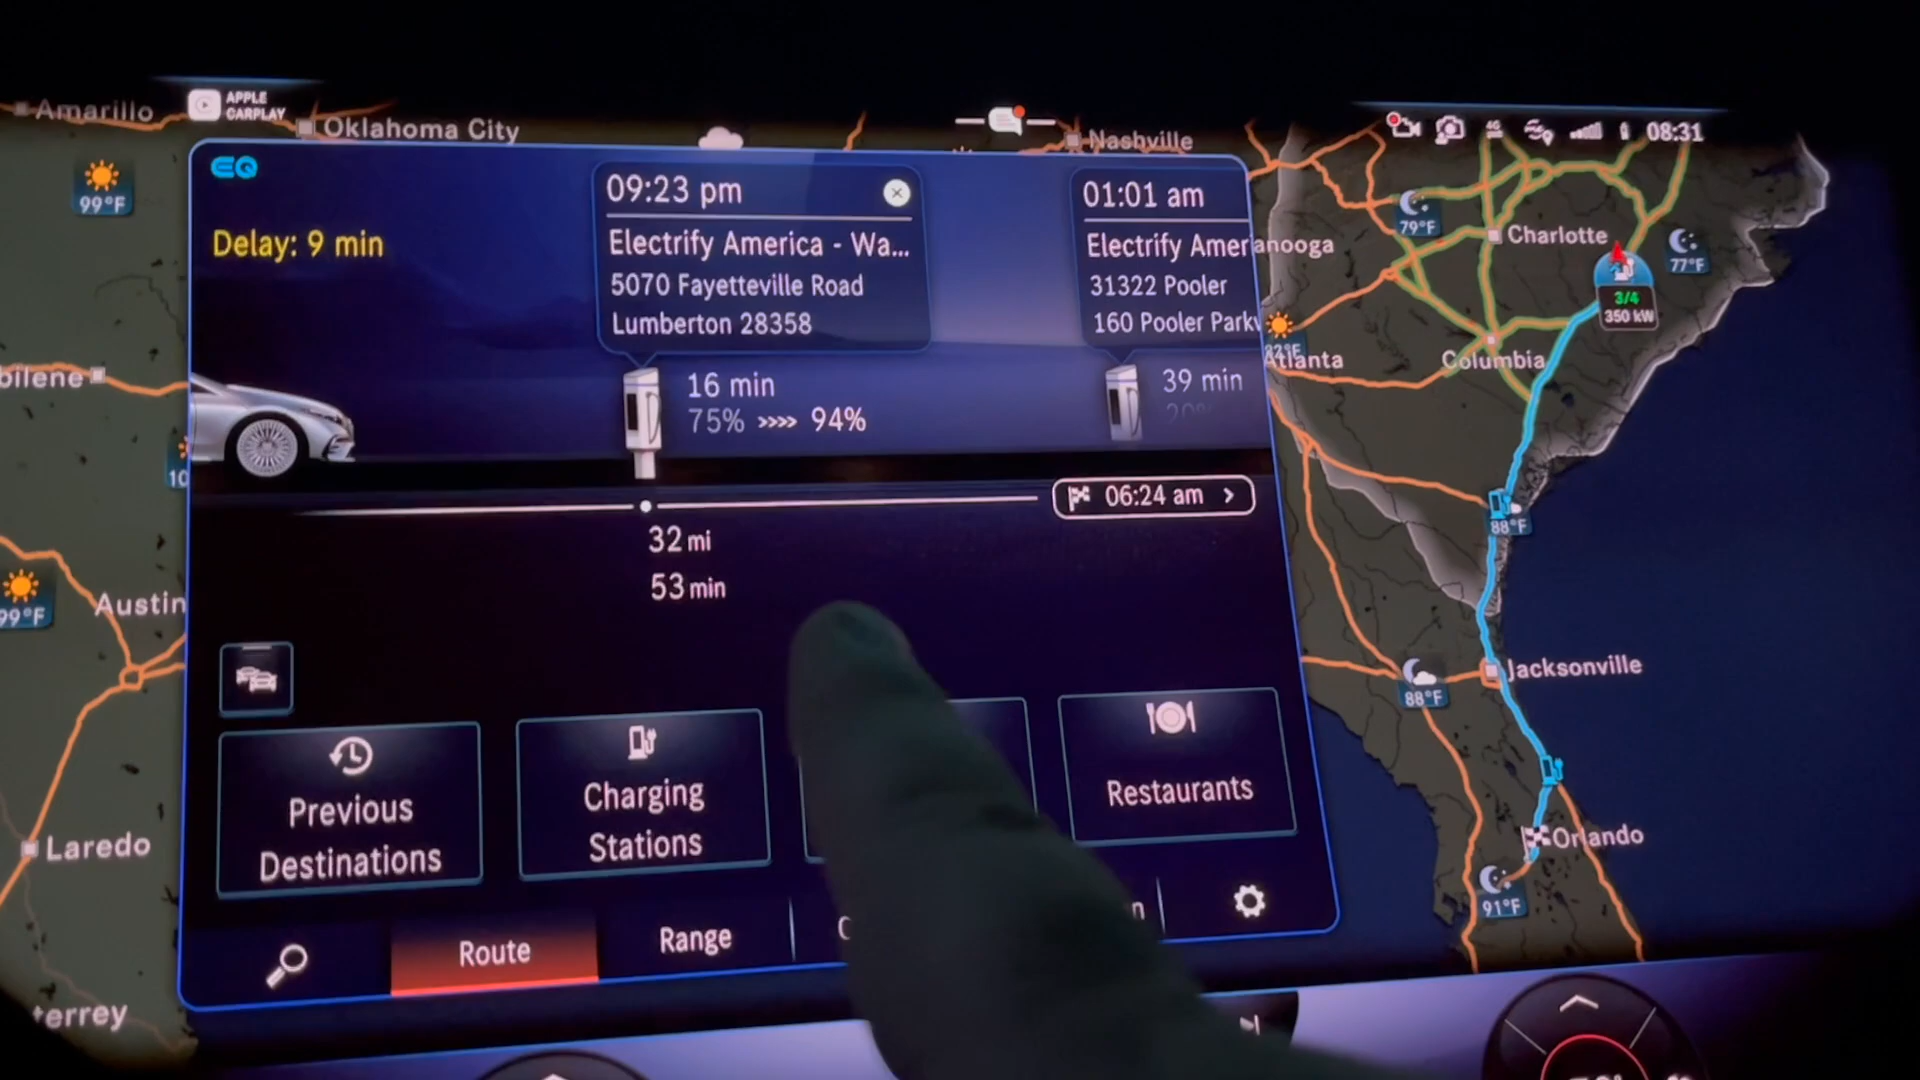 Amarillo
APPLE
CARPLAY
Oklahoma City
Nashville
08:31
99°F
EQ
Delay: 9 min
09:23 pm
Electrify America - Wa...
5070 Fayetteville Road
Lumberton 28358
01:01 am
Electrify Amer
31322 Pooler
160 Pooler Parkv
anooga
79°F
Charlotte
77°F
3/4
350 kW
Atlanta
Columbia
bilene
16 min
75% >>>> 94%
39 min
10
06:24 am >
88°F
32 mi
53 min
99°F
Austin
Jacksonville
88°F
Previous
Destinations
Charging
Stations
Restaurants
Laredo
Orlando
91°F
Route
Range
terrey